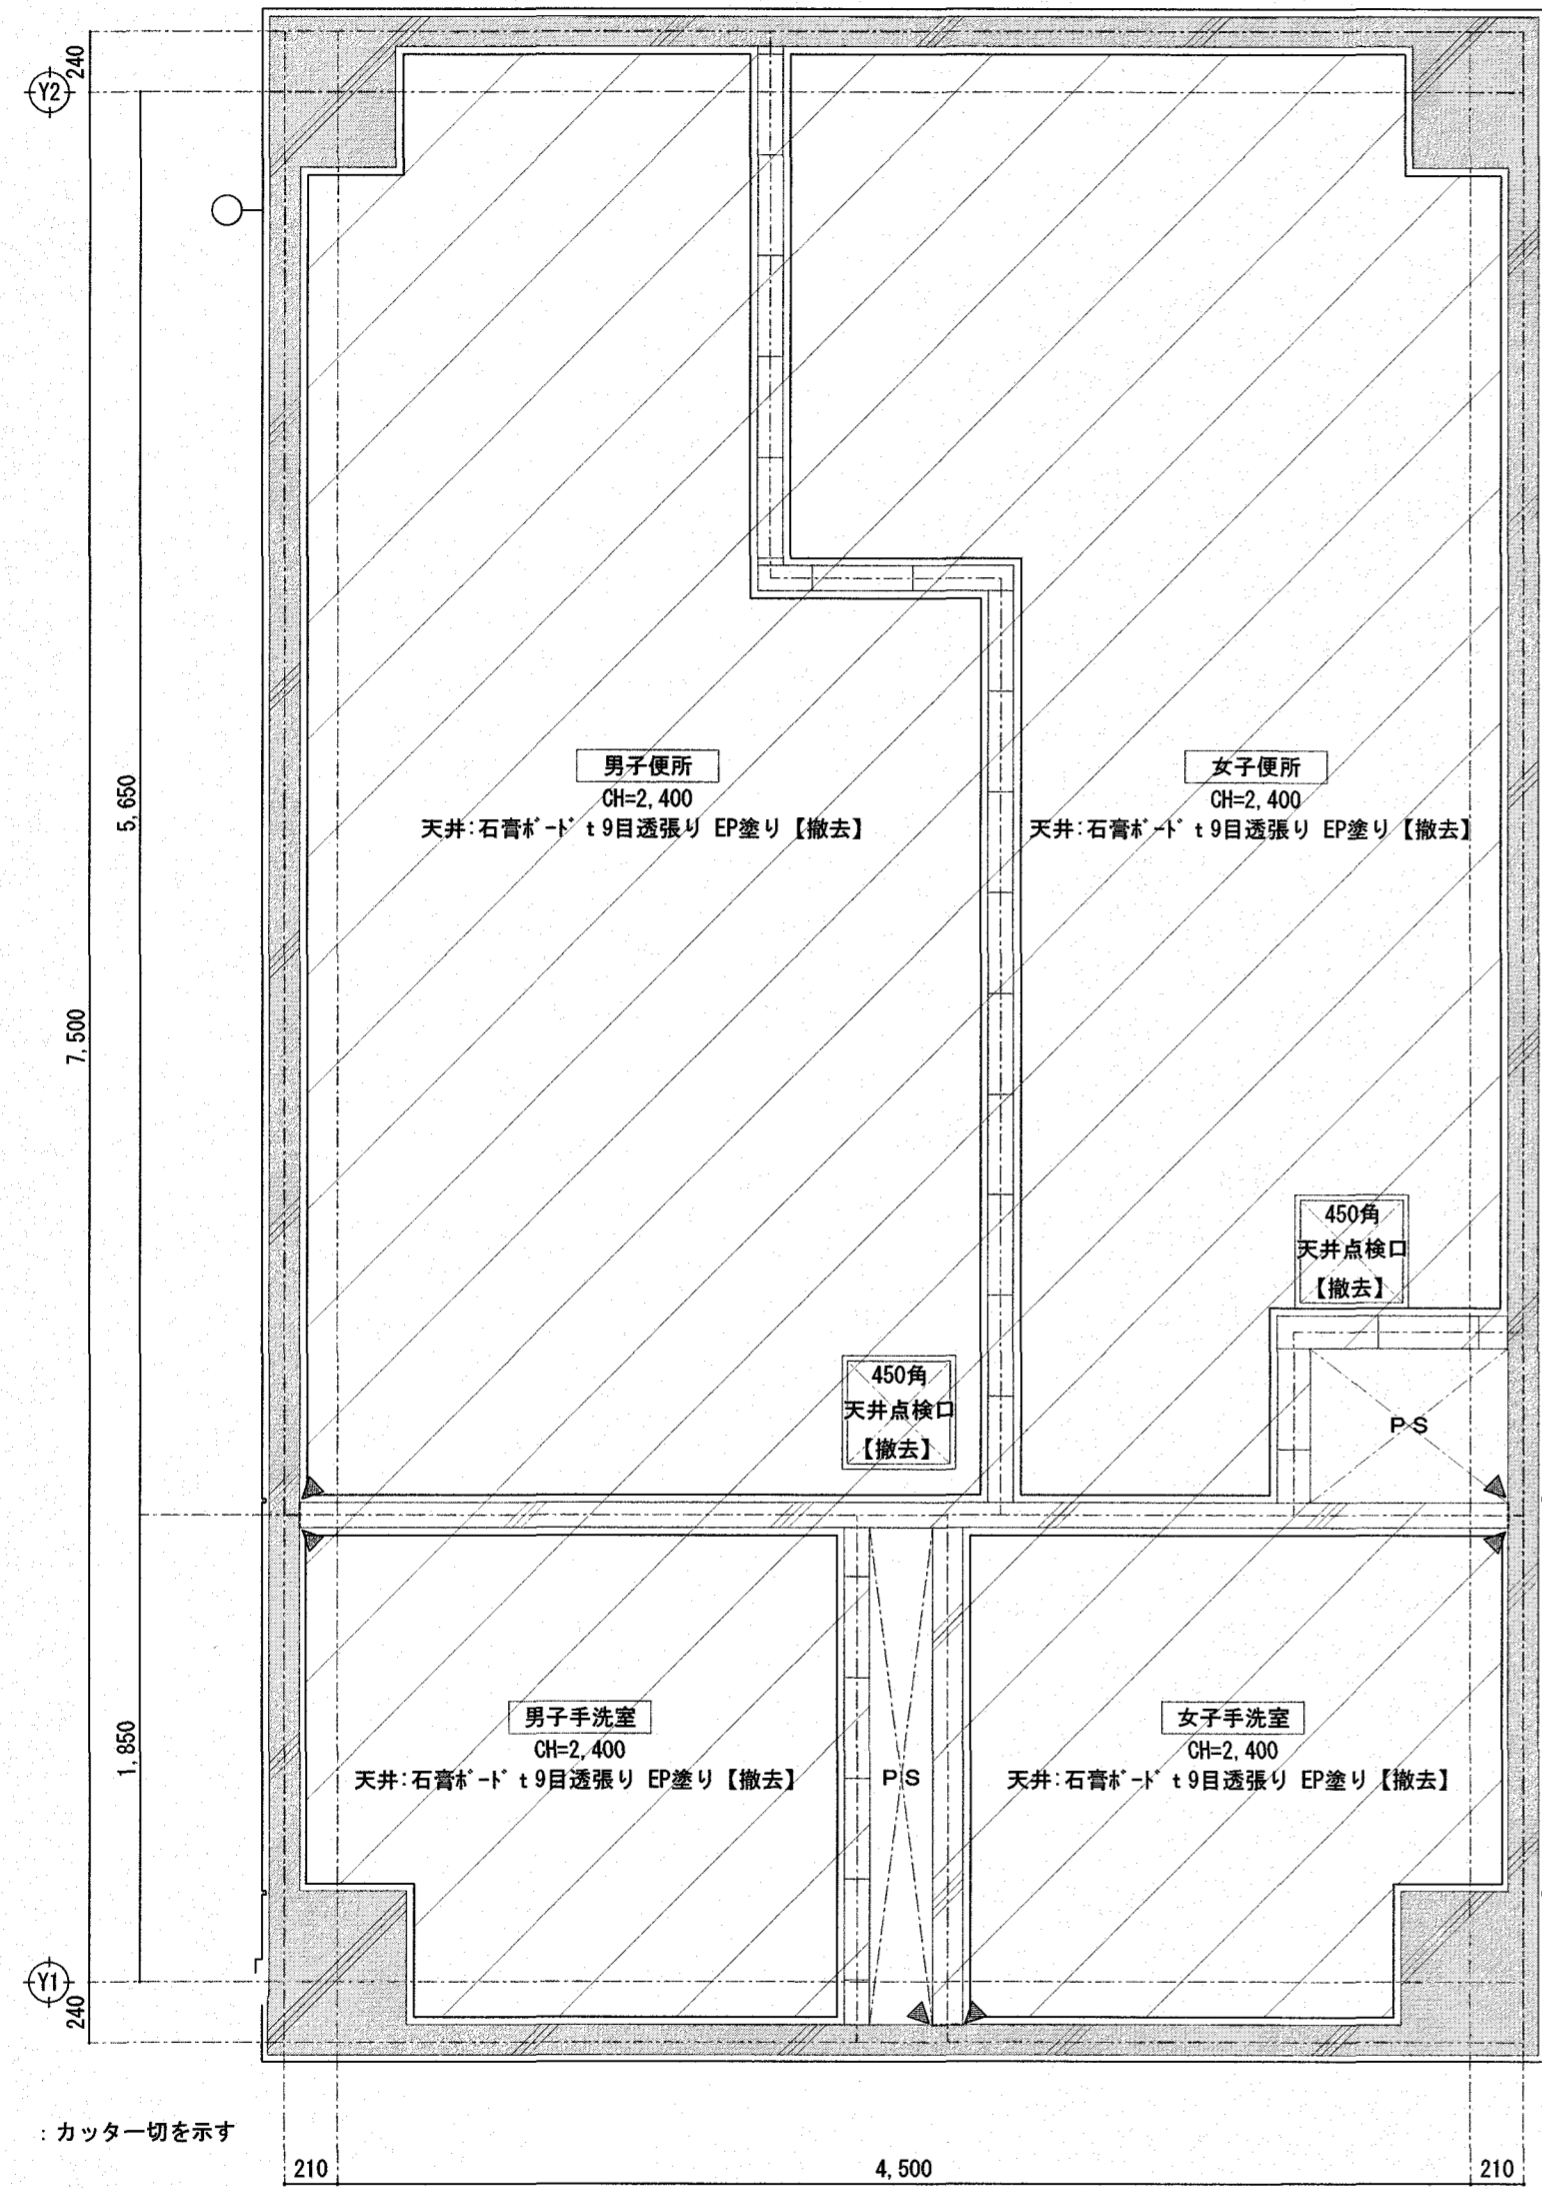 240
Y2
5,650
7,500
男子便所
CH=2,400
天井:石膏ﾎﾞｰﾄﾞ t9目透張り EP塗り【撤去】
女子便所
CH=2,400
天井:石膏ﾎﾞｰﾄﾞ t9目透張り EP塗り【撤去】
450角
天井点検口
【撤去】
450角
天井点検口
【撤去】
PS
1,850
男子手洗室
CH=2,400
天井:石膏ﾎﾞｰﾄﾞ t9目透張り EP塗り【撤去】
PS
女子手洗室
CH=2,400
天井:石膏ﾎﾞｰﾄﾞ t9目透張り EP塗り【撤去】
Y1
240
:カッター切を示す
210
4,500
210